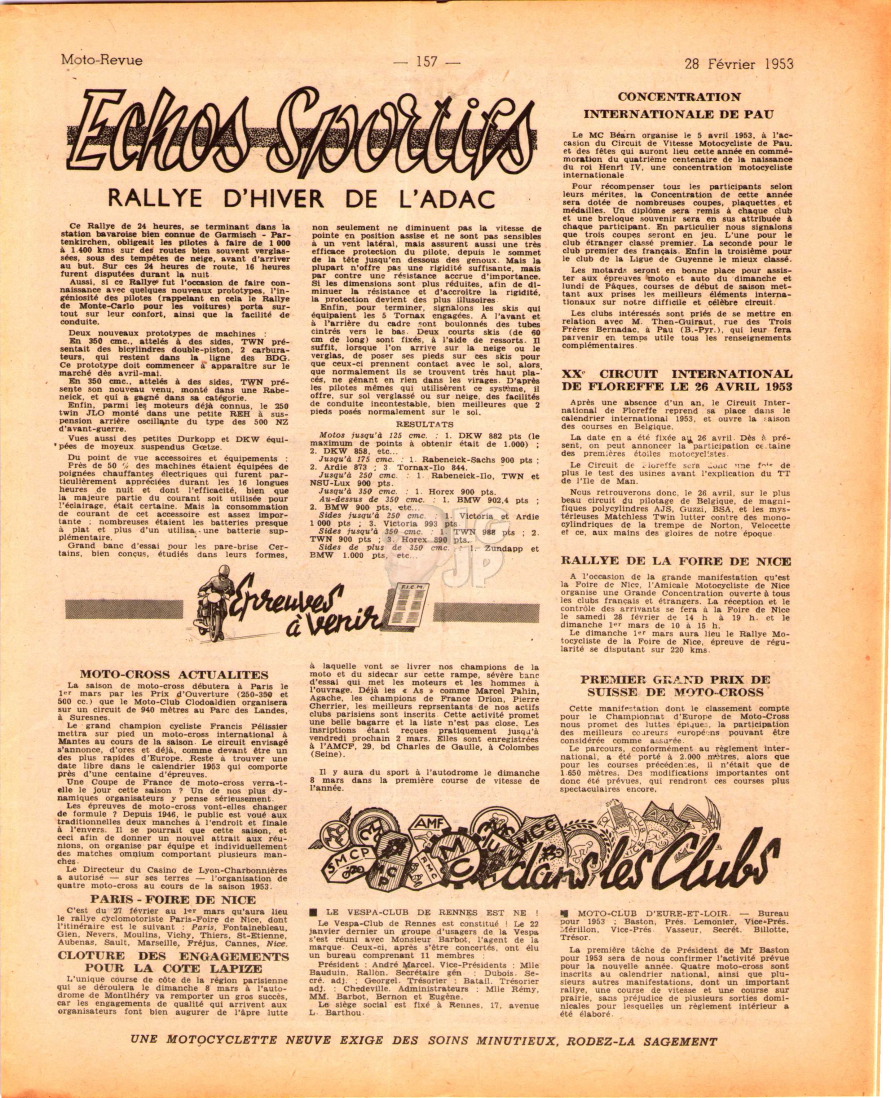 Moto-Revue
— 157 —
28 Février 1953
Echos Sportifs
RALLYE D'HIVER DE L'ADAC
Ce Rallye de 24 heures, se terminant dans la
station bavaroise bien connue de Garmisch - Par-
tenkirchen, obligeait les pilotes à faire de 1 000
à 1.400 kms sur des routes bien souvent verglas-
sées, sous des tempêtes de neige, avant d'arriver
au but. Sur ces 24 heures de route, 16 heures
furent disputées durant la nuit
Aussi, si ce Rallye fut l'occasion de faire con-
naissance avec quelques nouveaux prototypes, l'in-
géniosité des pilotes (rappelant en cela le Rallye
de Monte-Carlo pour les voitures) porta sur-
tout sur leur confort, ainsi que la facilité de
conduite.
Deux nouveaux prototypes de machines :
En 350 cmc., attelés à des sides, TWN pré-
sentait des bicylindres double-piston, 2 carbura-
teurs, qui restent dans la ligne des BDG.
Ce prototype doit commencer à apparaître sur le
marché dès avril-mai.
En 350 cmc., attelés à des sides, TWN pré-
sente son nouveau venu, monté dans une Rabe-
neick, et qui a gagné dans sa catégorie.
Enfin, parmi les moteurs déjà connus, le 250
twin JLO monté dans une petite REH à sus-
pension arrière oscillante du type des 500 NZ
d'avant-guerre.
Vues aussi des petites Durkopp et DKW équi-
pées de moyeux suspendus Gœtze.
Du point de vue accessoires et équipements :
Près de 50 % des machines étaient équipées de
poignées chauffantes électriques qui furent par-
ticulièrement appréciées durant les 16 longues
heures de nuit et dont l'efficacité, bien que
la majeure partie du courant soit utilisée pour
l'éclairage, était certaine. Mais la consommation
de courant de cet accessoire est assez impor-
tante ; nombreuses étaient les batteries presque
à plat et plus d'un utilisa une batterie sup-
plémentaire.
Grand banc d'essai pour les pare-brise Cer-
tains, bien conçus, étudiés dans leurs formes,
non seulement ne diminuent pas la vitesse de
pointe en position assise et ne sont pas sensibles
à un vent latéral, mais assurent aussi une très
efficace protection du pilote, depuis le sommet
de la tête jusqu'en dessous des genoux. Mais la
plupart n'offre pas une rigidité suffisante, mais
par contre une résistance accrue d'importance.
Si les dimensions sont plus réduites, afin de di-
minuer la résistance et d'accroître la rigidité,
la protection devient des plus illusoires
Enfin, pour terminer, signalons les skis qui
équipaient les 5 Tornax engagées. A l'avant et
à l'arrière du cadre sont boulonnés des tubes
cintrés vers le bas. Deux courts skis (de 60
cm de long) sont fixés, à l'aide de ressorts. Il
suffit, lorsque l'on arrive sur la neige ou le
verglas, de poser ses pieds sur ces skis pour
que ceux-ci prennent contact avec le sol, alors
que normalement ils se trouvent très haut pla-
cés, ne gênant en rien dans les virages. D'après
les pilotes mêmes qui utilisèrent ce système, il
offre, sur sol verglassé ou sur neige, des facilités
de conduite incontestable, bien meilleures que 2
pieds posés normalement sur le sol.
RESULTATS
Motos jusqu'à 125 cmc. : 1. DKW 882 pts (le
maximum de points à obtenir était de 1.000) ;
2. DKW 858, etc...
Jusqu'à 175 cmc. : 1. Rabeneick-Sachs 900 pts ;
2. Ardie 873 ; 3 Tornax-Ilo 844.
Jusqu'à 250 cmc. : 1. Rabeneick-Ilo, TWN et
NSU-Lux 900 pts.
Jusqu'à 350 cmc. : 1. Horex 900 pts.
Au-dessus de 350 cmc. : 1. BMW 902,4 pts ;
2. BMW 900 pts, etc...
Sides jusqu'à 250 cmc. : 1 Victoria et Ardie
1 000 pts ; 3. Victoria 993 pts
Sides jusqu'à 350 cmc. : 1. TWN 988 pts ; 2.
TWN 900 pts ; 3. Horex 890 pts.
Sides de plus de 350 cmc. : 1. Zundapp et
BMW 1.000 pts, etc...
Epreuves
à venir
F.I.C.M.
MOTO-CROSS ACTUALITES
La saison de moto-cross débutera à Paris le
1er mars par les Prix d'Ouverture (250-350 et
500 cc.) que le Moto-Club Clodoaldien organisera
sur un circuit de 940 mètres au Parc des Landes,
à Suresnes.
Le grand champion cycliste Francis Pélissier
mettra sur pied un moto-cross international à
Mantes au cours de la saison. Le circuit envisagé
s'annonce, d'ores et déjà, comme devant être un
des plus rapides d'Europe. Reste à trouver une
date libre dans le calendrier 1953 qui comporte
près d'une centaine d'épreuves.
Une Coupe de France de moto-cross verra-t-
elle le jour cette saison ? Un de nos plus dy-
namiques organisateurs y pense sérieusement.
Les épreuves de moto-cross vont-elles changer
de formule ? Depuis 1946, le public est voué aux
traditionnelles deux manches à l'endroit et finale
à l'envers. Il se pourrait que cette saison, et
ceci afin de donner un nouvel attrait aux réu-
nions, on organise par équipe et individuellement
des matches omnium comportant plusieurs man-
ches
Le Directeur du Casino de Lyon-Charbonnières
a autorisé — sur ses terres — l'organisation de
quatre moto-cross au cours de la saison 1953.
PARIS - FOIRE DE NICE
C'est du 27 février au 1er mars qu'aura lieu
le rallye cyclomotoriste Paris-Foire de Nice, dont
l'itinéraire est le suivant : Paris, Fontainebleau,
Gien, Nevers, Moulins, Vichy, Thiers, St-Etienne,
Aubenas, Sault, Marseille, Fréjus, Cannes, Nice.
CLOTURE DES ENGAGEMENTS
POUR LA COTE LAPIZE
L'unique course de côte de la région parisienne
qui se déroulera le dimanche 8 mars à l'auto-
drome de Montlhéry va remporter un gros succès,
car les engagements de qualité qui arrivent aux
organisateurs font bien augurer de l'âpre lutte
à laquelle vont se livrer nos champions de la
moto et du sidecar sur cette rampe, sévère banc
d'essai qui met les moteurs et les hommes à
l'ouvrage. Déjà les « As » comme Marcel Pahin,
Agache, les champions de France Drion, Pierre
Cherrier, les meilleurs reprsentants de nos actifs
clubs parisiens sont inscrits Cette activité promet
une belle bagarre et la liste n'est pas close. Les
insriptions étant reçues pratiquement jusqu'à
vendredi prochain 2 mars. Elles sont enregistrées
à l'AMCF, 29, bd Charles de Gaulle, à Colombes
(Seine).
Il y aura du sport à l'autodrome le dimanche
8 mars dans la première course de vitesse de
l'année.
CONCENTRATION
INTERNATIONALE DE PAU
Le MC Béarn organise le 5 avril 1953, à l'oc-
casion du Circuit de Vitesse Motocycliste de Pau,
et des fêtes qui auront lieu cette année en commé-
moration du quatrième centenaire de la naissance
du roi Henri IV, une concentration motocycliste
internationale
Pour récompenser tous les participants selon
leurs mérites, la Concentration de cette année
sera dotée de nombreuses coupes, plaquettes et
médailles. Un diplôme sera remis à chaque club
et une breloque souvenir sera en sus attribuée à
chaque participant. En particulier nous signalons
que trois coupes seront en jeu. L'une pour le
club étranger classé premier. La seconde pour le
club premier des français. Enfin la troisième pour
le club de la Ligue de Guyenne le mieux classé.
Les motards seront en bonne place pour assis-
ter aux épreuves moto et auto du dimanche et
lundi de Pâques, courses de début de saison met-
tant aux prises les meilleurs éléments interna-
tionaux sur notre difficile et célèbre circuit.
Les clubs intéressés sont priés de se mettre en
relation avec M. Then-Guiraut, rue des Trois
Frères Bernadac, à Pau (B.-Pyr.), qui leur fera
parvenir en temps utile tous les renseignements
complémentaires
XXe CIRCUIT INTERNATIONAL
DE FLOREFFE LE 26 AVRIL 1953
Après une absence d'un an, le Circuit Inter-
national de Floreffe reprend sa place dans le
calendrier international 1953, et ouvre la saison
des courses en Belgique.
La date en a été fixée au 26 avril. Dès à pré-
sent, on peut annoncer la participation certaine
des premières étoiles motocyclistes.
Le Circuit de Floreffe sera donc une fois de
plus le test des usines avant l'explication du TT
de l'Ile de Man.
Nous retrouverons donc, le 26 avril, sur le plus
beau circuit du pilotage de Belgique, de magni-
fiques polycylindres AJS, Guzzi, BSA, et les mys-
térieuses Matchless Twin lutter contre des mono-
cylindriques de la trempe de Norton, Velocette
et ce, aux mains des gloires de notre époque
RALLYE DE LA FOIRE DE NICE
A l'occasion de la grande manifestation qu'est
la Foire de Nice, l'Amicale Motocycliste de Nice
organise une Grande Concentration ouverte à tous
les clubs français et étrangers. La réception et le
contrôle des arrivants se fera à la Foire de Nice
le samedi 28 février de 14 h à 19 h. et le
dimanche 1er mars de 10 à 15 h.
Le dimanche 1er mars aura lieu le Rallye Mo-
tocycliste de la Foire de Nice, épreuve de régu-
larité se disputant sur 220 kms.
PREMIER GRAND PRIX DE
SUISSE DE MOTO-CROSS
Cette manifestation dont le classement compte
pour le Championnat d'Europe de Moto-Cross
nous promet des luttes épiques, la participation
des meilleurs coureurs européens pouvant être
considérée comme assurée.
Le parcours, conformément au règlement inter-
national, a été porté à 2.000 mètres, alors que
pour les courses précédentes, il n'était que de
1 650 mètres. Des modifications importantes ont
donc été prévues, qui rendront ces courses plus
spectaculaires encore.
SMCP
AMF
MC
MCC
AMC
dans les Clubs
■ LE VESPA-CLUB DE RENNES EST NE !
Le Vespa-Club de Rennes est constitué ! Le 22
janvier dernier un groupe d'usagers de la Vespa
s'est réuni avec Monsieur Barbot, l'agent de la
marque Ceux-ci, après s'être concertés, ont élu
un bureau comprenant 11 membres :
Président : André Marcel. Vice-Présidents : Mlle
Bauduin, Rallon. Secrétaire gén : Dubois. Se-
cré. adj. : Georgel. Trésorier : Batail. Trésorier
adj. : Chedeville. Administrateurs : Mlle Rémy,
MM. Barbot, Bernon et Eugène.
Le siège social est fixé à Rennes, 17, avenue
L. Barthou
■ MOTO-CLUB D'EURE-ET-LOIR. — Bureau
pour 1953 : Baston, Prés. Lemonier, Vice-Prés.
Mérillon, Vice-Prés Vasseur, Secrét. Billotte,
Trésor.
La première tâche de Président de Mr Baston
pour 1953 sera de nous confirmer l'activité prévue
pour la nouvelle année. Quatre moto-cross sont
inscrits au calendrier national, ainsi que plu-
sieurs autres manifestations, dont un important
rallye, une course de vitesse et une course sur
prairie, sans préjudice de plusieurs sorties domi-
nicales pour lesquelles un règlement intérieur a
été élaboré.
UNE MOTOCYCLETTE NEUVE EXIGE DES SOINS MINUTIEUX, RODEZ-LA SAGEMENT